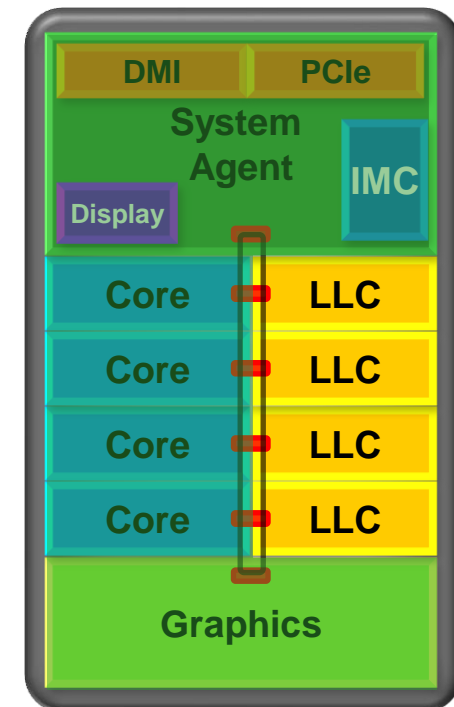 DMI PCIe
System
Agent
IMC
Display
Core LLC
Core LLC
Core LLC
Core LLC
Graphics